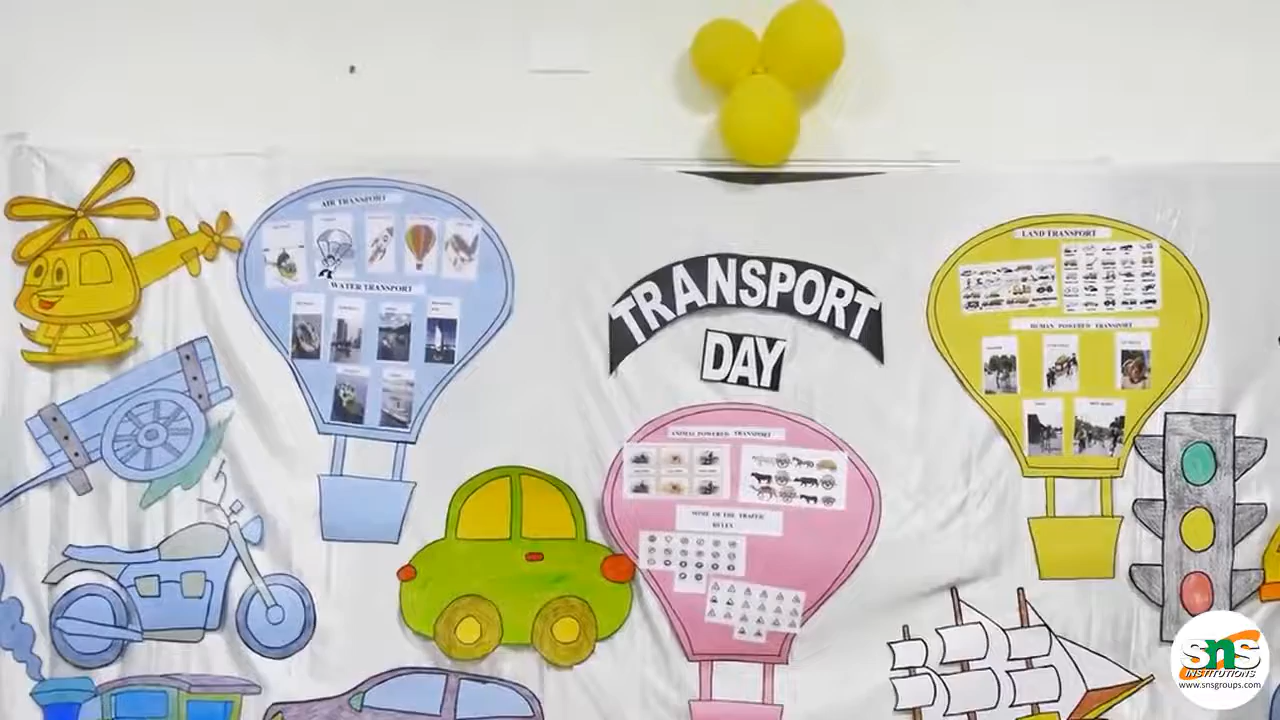 AIR TRANSPORT
WATER TRANSPORT
TRANSPORT
DAY
LAND TRANSPORT
HUMAN POWERED TRANSPORT
ANIMAL POWERED TRANSPORT
SOME OF THE TRAFIC
RULES
sns
INSTITUTIONS
www.snsgroups.com